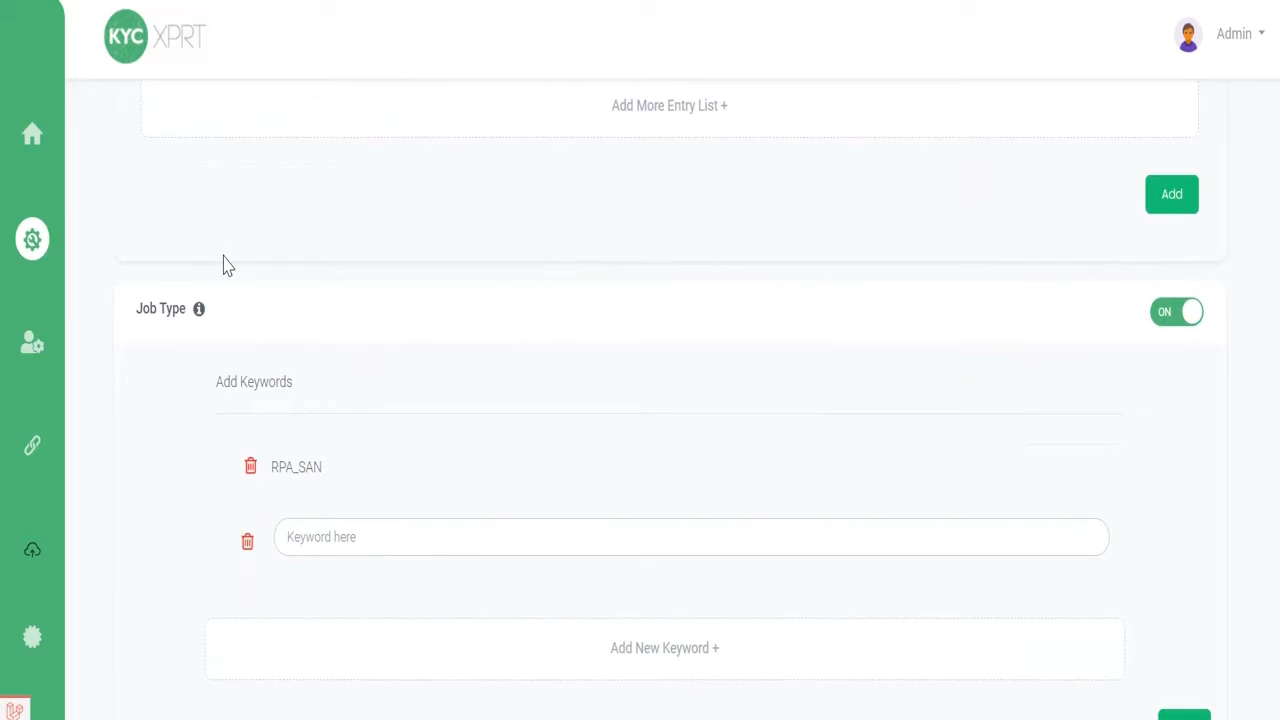 KYC XPRT
Admin
Add More Entry List +
Add
Job Type
ON
Add Keywords
RPA_SAN
Keyword here
Add New Keyword +